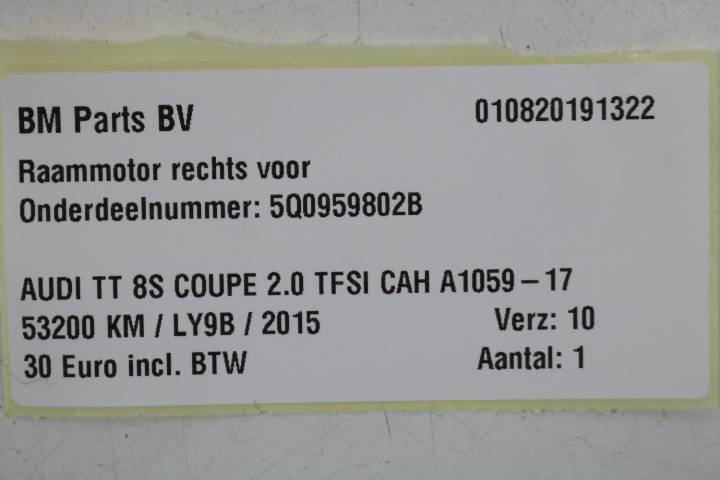 BM Parts BV 010820191322
Raammotor rechts voor
Onderdeelnummer: 5Q0959802B
AUDI TT 8S COUPE 2.0 TFSI CAH A1059 – 17
53200 KM / LY9B / 2015 Verz: 10
30 Euro incl. BTW Aantal: 1